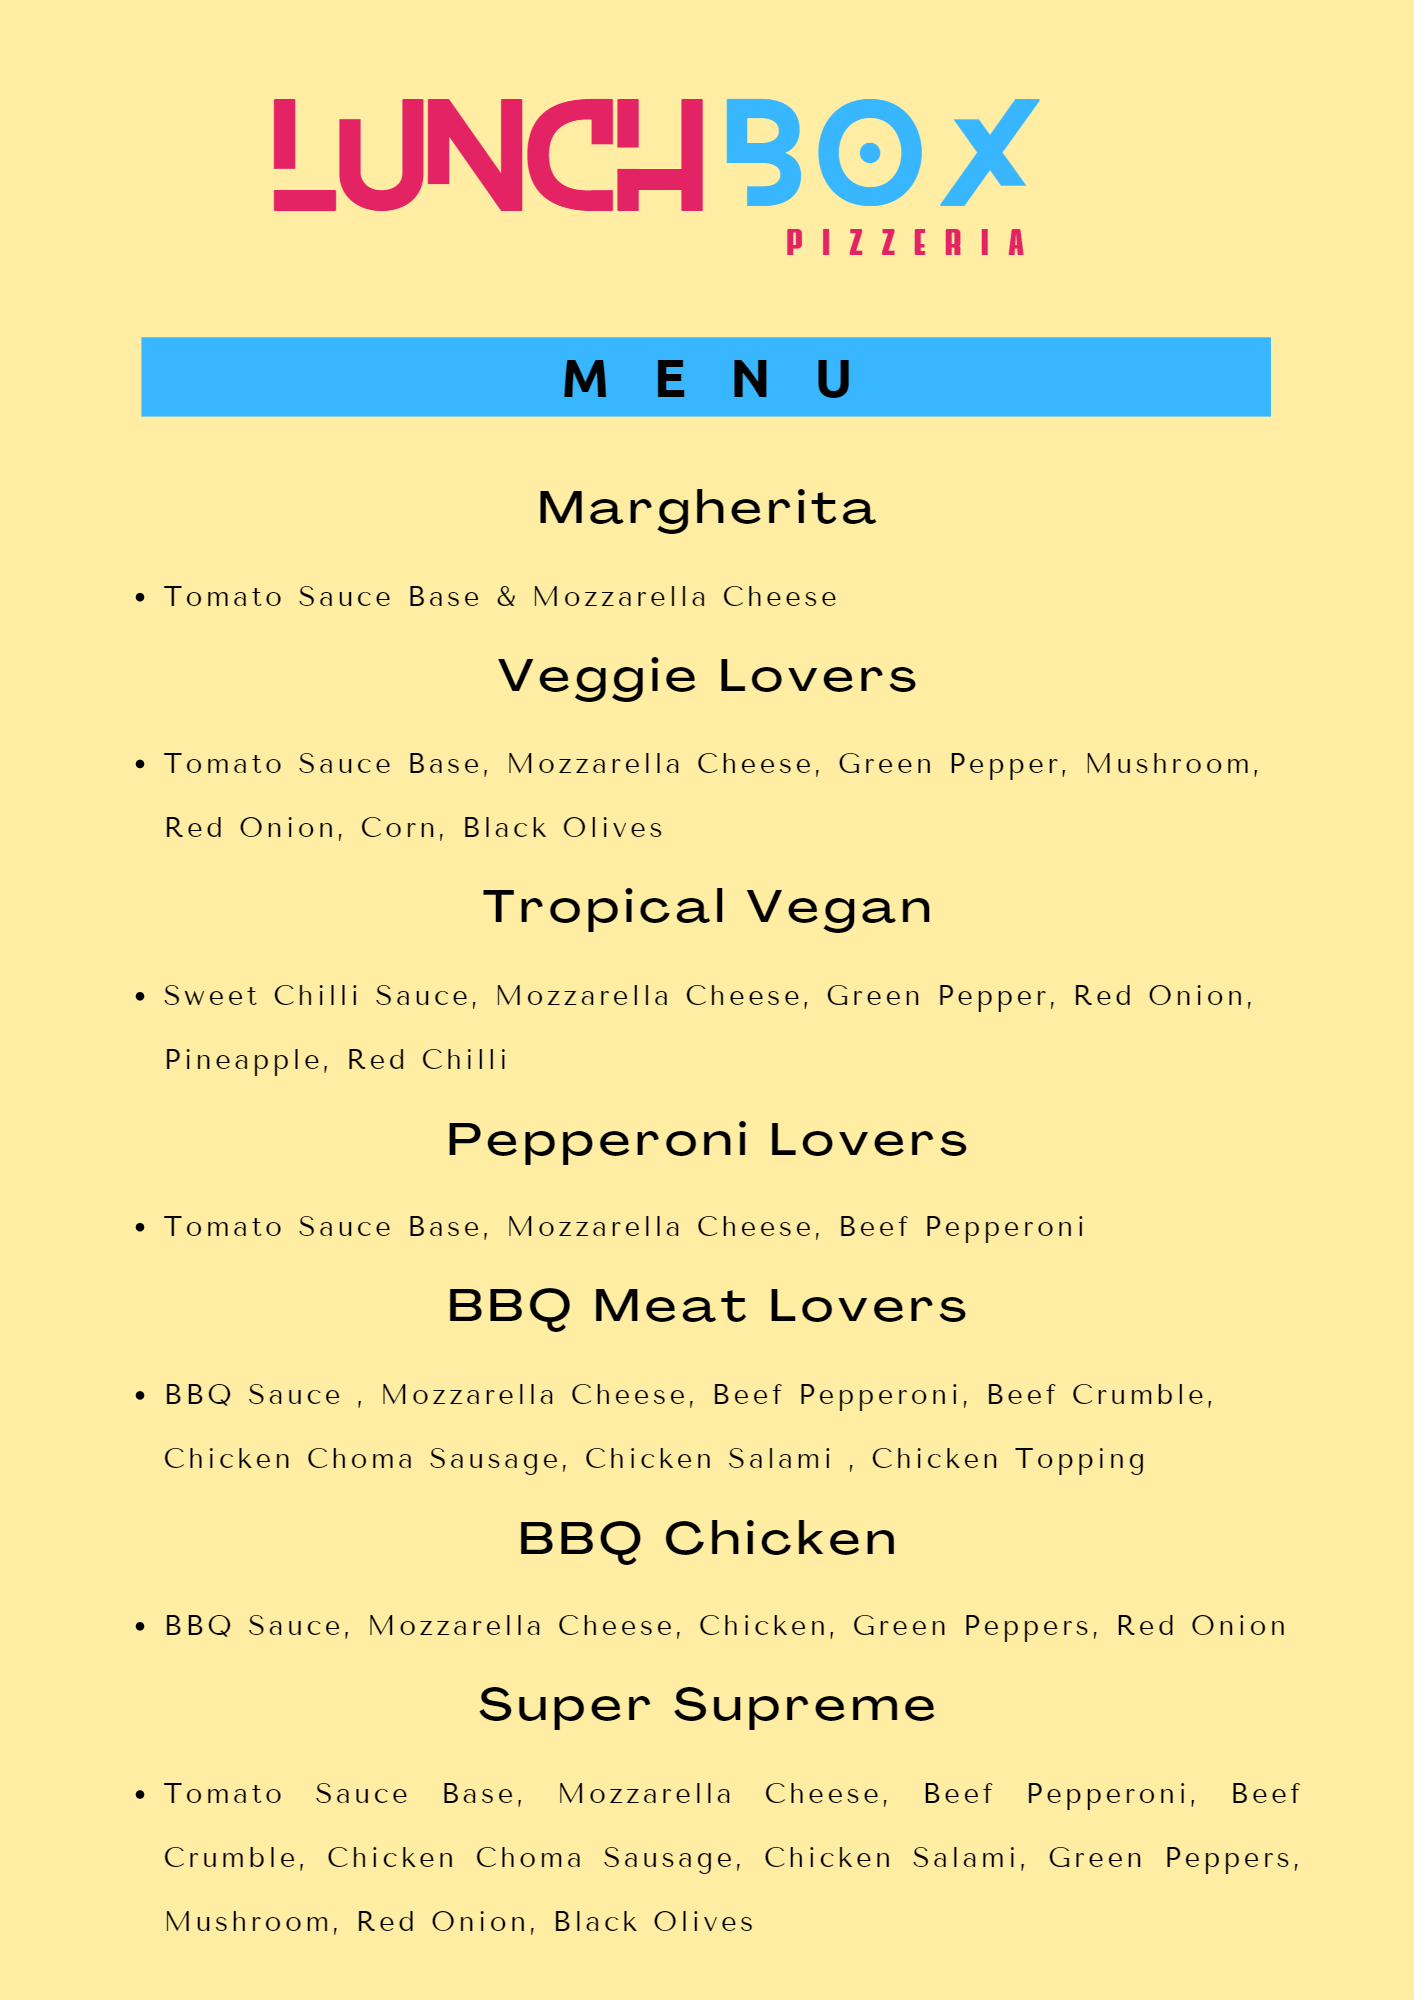 LUNCHBOX
PIZZERIA
MENU
Margherita
• Tomato Sauce Base & Mozzarella Cheese
Veggie Lovers
• Tomato Sauce Base, Mozzarella Cheese, Green Pepper, Mushroom,
Red Onion, Corn, Black Olives
Tropical Vegan
• Sweet Chilli Sauce, Mozzarella Cheese, Green Pepper, Red Onion,
Pineapple, Red Chilli
Pepperoni Lovers
• Tomato Sauce Base, Mozzarella Cheese, Beef Pepperoni
BBQ Meat Lovers
• BBQ Sauce , Mozzarella Cheese, Beef Pepperoni, Beef Crumble,
Chicken Choma Sausage, Chicken Salami , Chicken Topping
BBQ Chicken
• BBQ Sauce, Mozzarella Cheese, Chicken, Green Peppers, Red Onion
Super Supreme
• Tomato Sauce Base, Mozzarella Cheese, Beef Pepperoni, Beef
Crumble, Chicken Choma Sausage, Chicken Salami, Green Peppers,
Mushroom, Red Onion, Black Olives